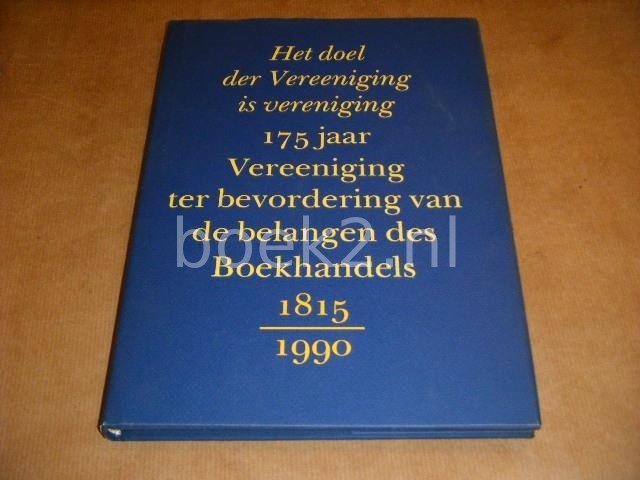 Het doel
der Vereeniging
is vereniging
175 jaar
Vereeniging
ter bevordering van
de belangen des
boek2.nl
Boekhandels
1815
1990